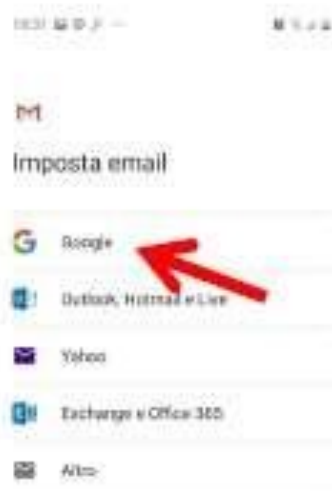 Imposta email
Google
Outlook, Hotmail e Live
Yahoo
Exchange e Office 365
Altro